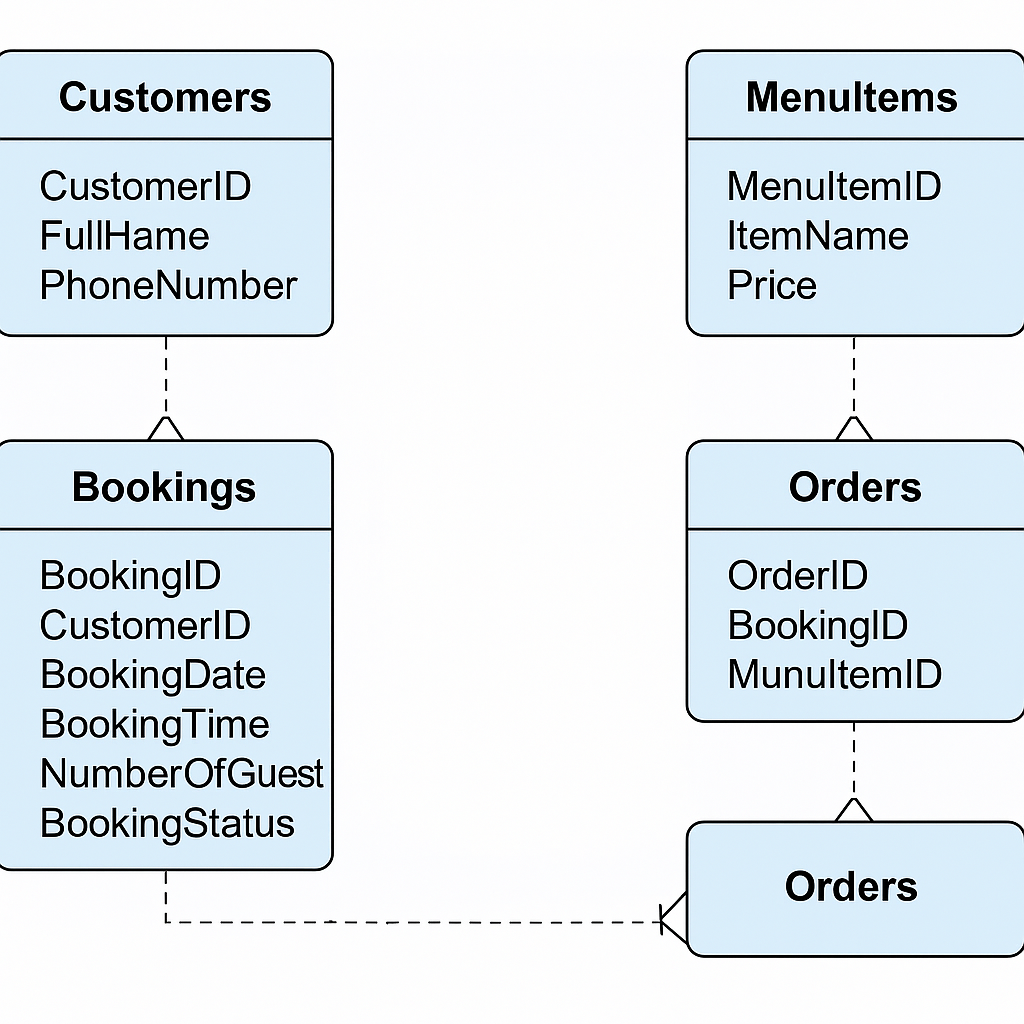 Customers
CustomerID
FullHame
PhoneNumber
MenuItems
MenuItemID
ItemName
Price
Bookings
BookingID
CustomerID
BookingDate
BookingTime
NumberOfGuest
BookingStatus
Orders
OrderID
BookingID
MunuItemID
Orders